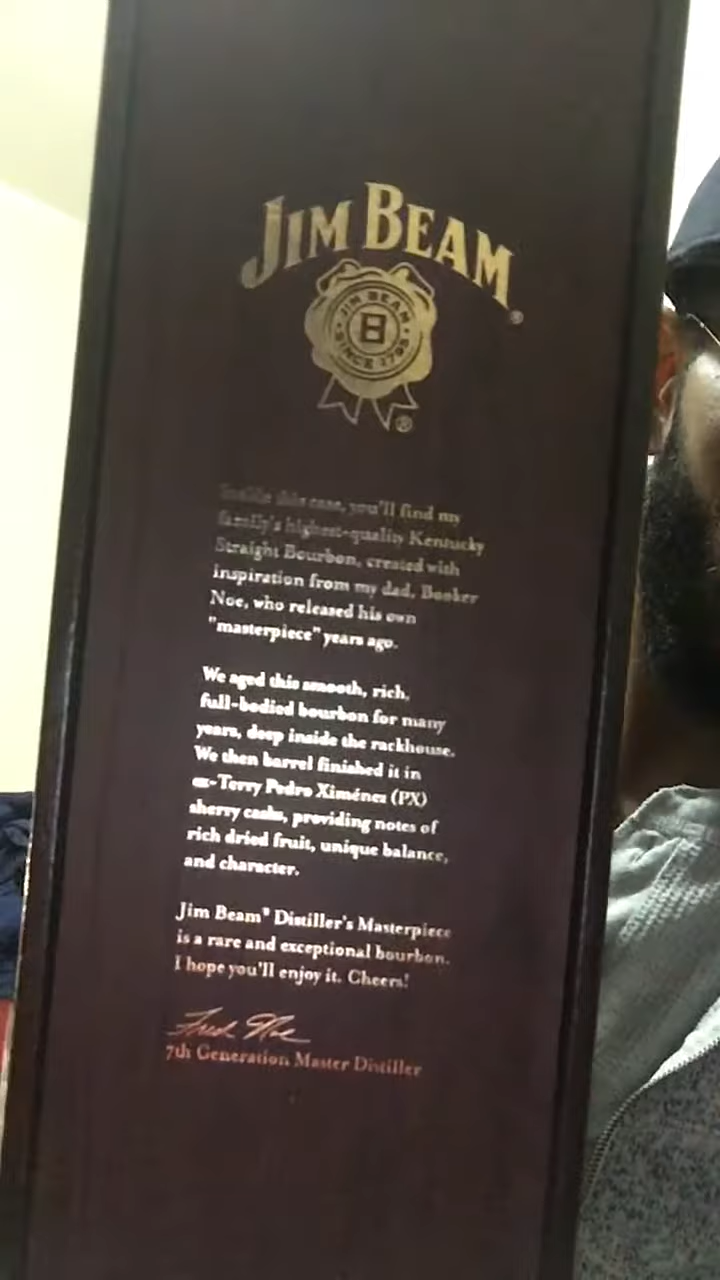 JIM BEAM®
JIM BEAM
B
SINCE 1795
®
Inside this case, you'll find my
family's highest-quality Kentucky
Straight Bourbon, created with
inspiration from my dad, Booker
Noe, who released his own
"masterpiece" years ago.
We aged this smooth, rich,
full-bodied bourbon for many
years, deep inside the rackhouse.
We then barrel finished it in
ex-Terry Pedro Ximénez (PX)
sherry casks, providing notes of
rich dried fruit, unique balance,
and character.
Jim Beam® Distiller's Masterpiece
is a rare and exceptional bourbon.
I hope you'll enjoy it. Cheers!
Fred Noe
7th Generation Master Distiller